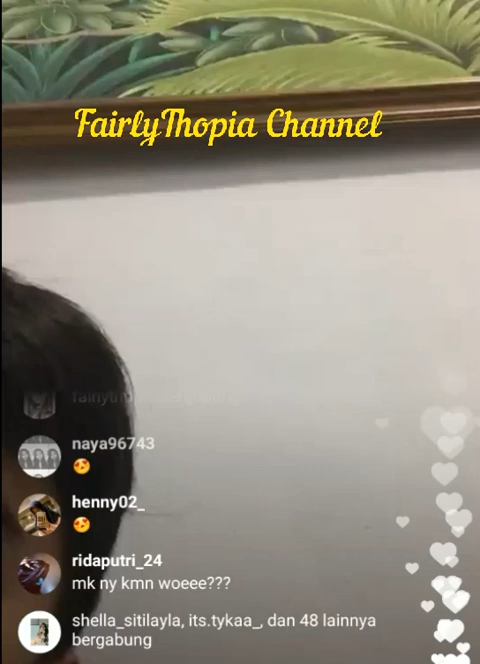 FairlyThopia Channel
naya96743
😍
henny02_
😍
ridaputri_24
mk ny kmn woeee???
shella_sitilayla, its.tykaa_, dan 48 lainnya
bergabung